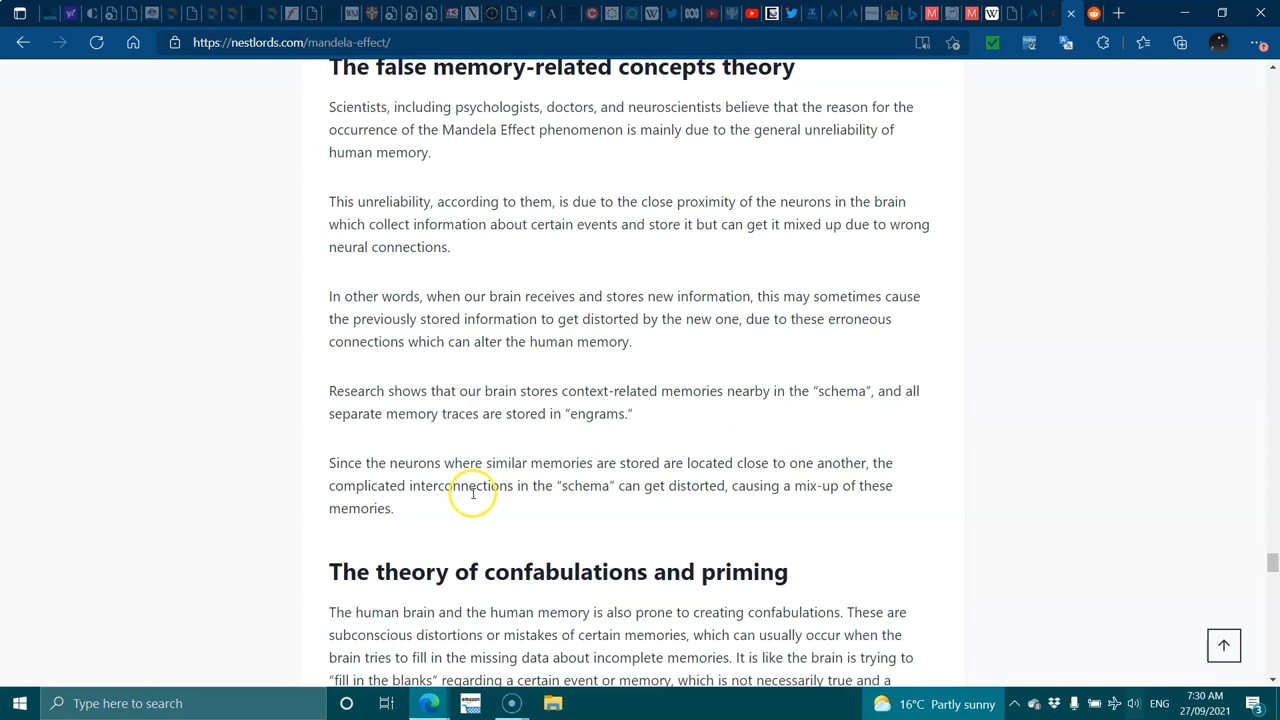 https://nestlords.com/mandela-effect/
The false memory-related concepts theory
Scientists, including psychologists, doctors, and neuroscientists believe that the reason for the
occurrence of the Mandela Effect phenomenon is mainly due to the general unreliability of
human memory.
This unreliability, according to them, is due to the close proximity of the neurons in the brain
which collect information about certain events and store it but can get it mixed up due to wrong
neural connections.
In other words, when our brain receives and stores new information, this may sometimes cause
the previously stored information to get distorted by the new one, due to these erroneous
connections which can alter the human memory.
Research shows that our brain stores context-related memories nearby in the “schema”, and all
separate memory traces are stored in “engrams.”
Since the neurons where similar memories are stored are located close to one another, the
complicated interconnections in the “schema” can get distorted, causing a mix-up of these
memories.
The theory of confabulations and priming
The human brain and the human memory is also prone to creating confabulations. These are
subconscious distortions or mistakes of certain memories, which can usually occur when the
brain tries to fill in the missing data about incomplete memories. It is like the brain is trying to
“fill in the blanks” regarding a certain event or memory, which is not necessarily true and a
Type here to search
amazon
16°C Partly sunny
ENG
7:30 AM
27/09/2021
3